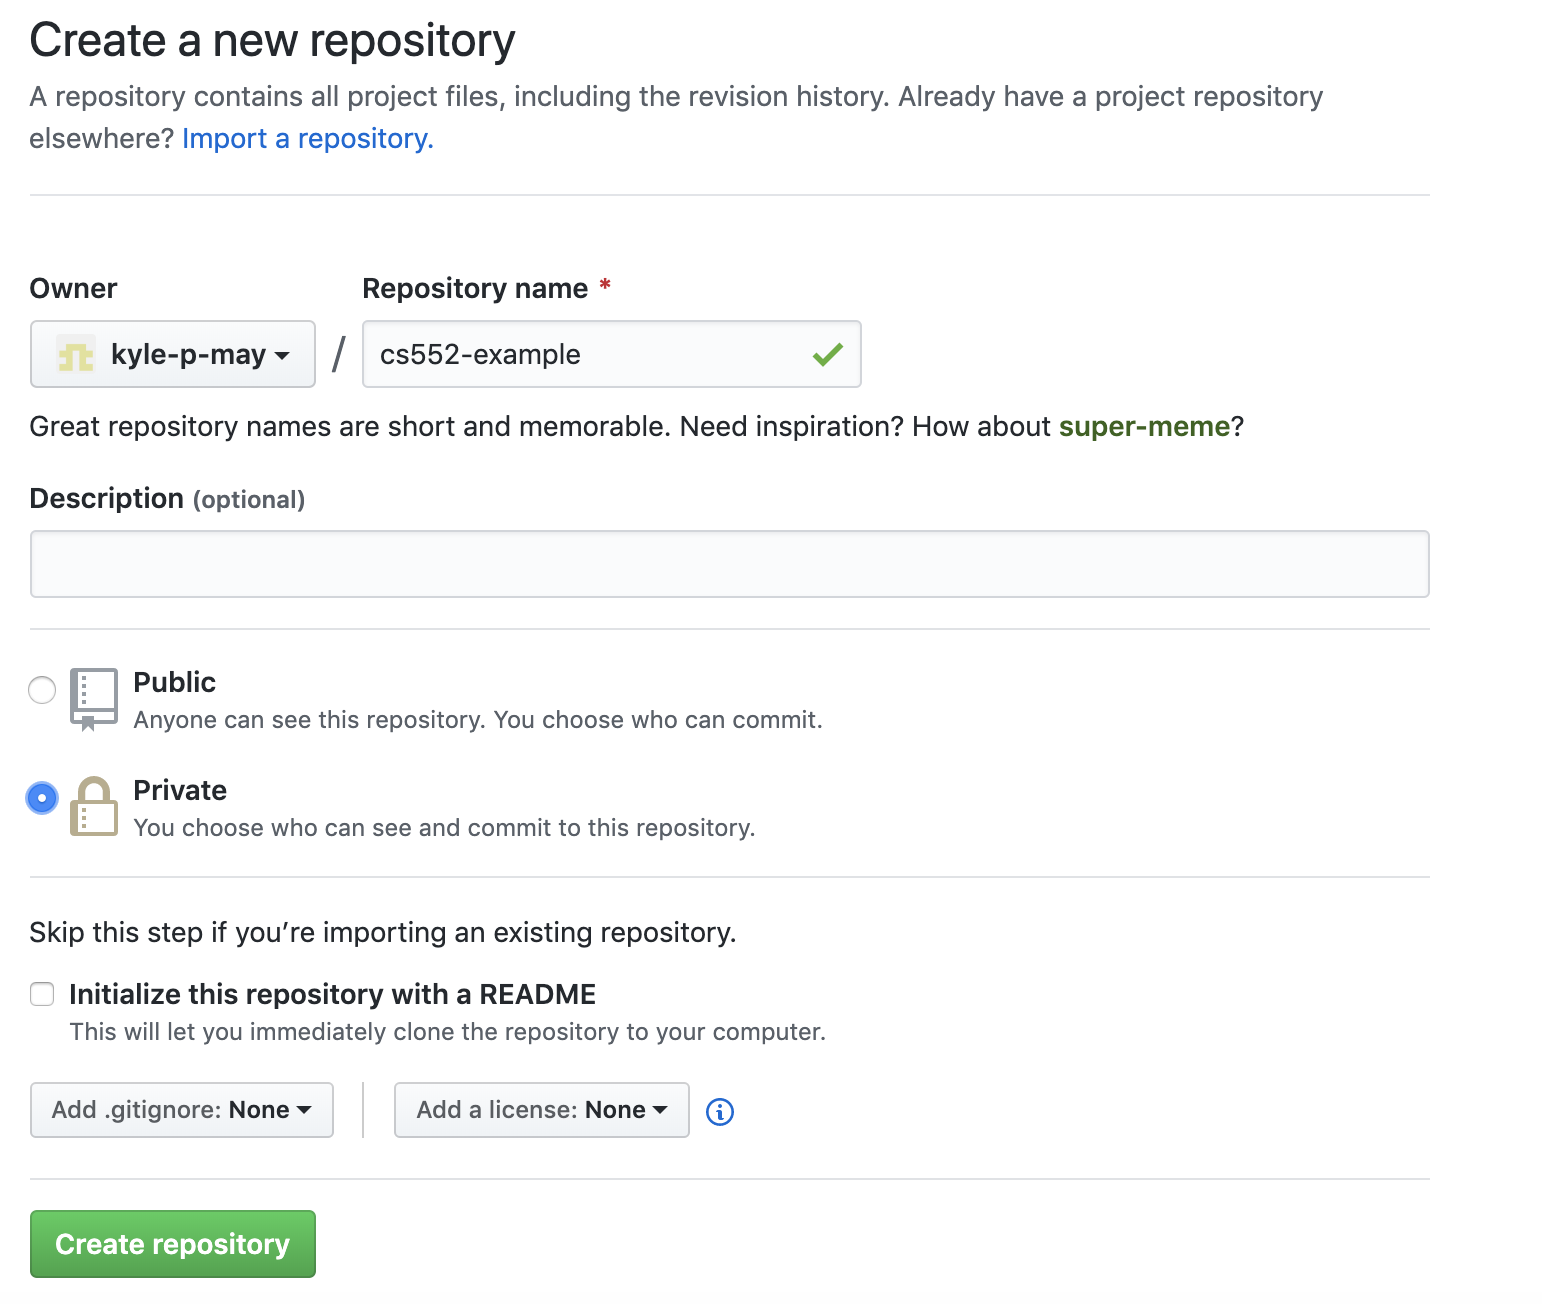 Create a new repository
A repository contains all project files, including the revision history. Already have a project repository
elsewhere? Import a repository.
Owner
Repository name *
kyle-p-may
/
cs552-example
Great repository names are short and memorable. Need inspiration? How about super-meme?
Description (optional)
Public
Anyone can see this repository. You choose who can commit.
Private
You choose who can see and commit to this repository.
Skip this step if you’re importing an existing repository.
Initialize this repository with a README
This will let you immediately clone the repository to your computer.
Add .gitignore: None
Add a license: None
Create repository